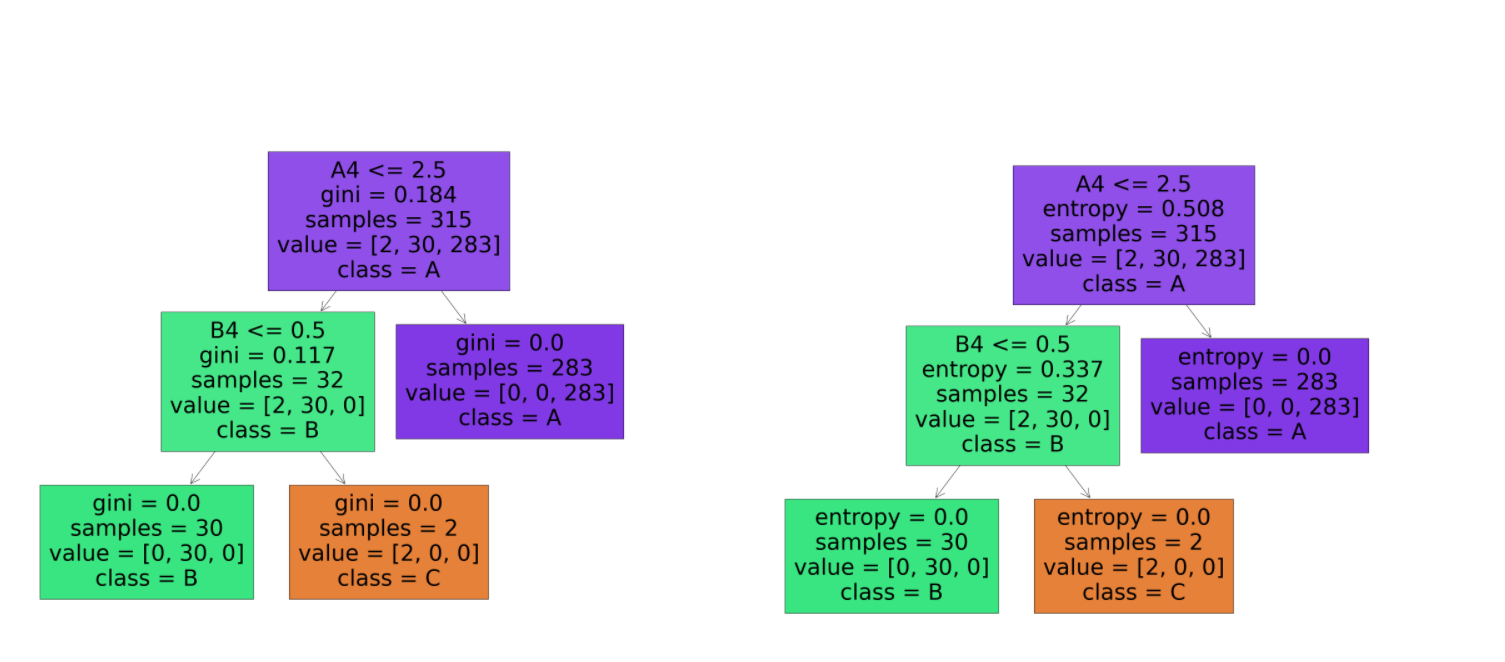 A4 <= 2.5
gini = 0.184
samples = 315
value = [2, 30, 283]
class = A
B4 <= 0.5
gini = 0.117
samples = 32
value = [2, 30, 0]
class = B
gini = 0.0
samples = 283
value = [0, 0, 283]
class = A
gini = 0.0
samples = 30
value = [0, 30, 0]
class = B
gini = 0.0
samples = 2
value = [2, 0, 0]
class = C
A4 <= 2.5
entropy = 0.508
samples = 315
value = [2, 30, 283]
class = A
B4 <= 0.5
entropy = 0.337
samples = 32
value = [2, 30, 0]
class = B
entropy = 0.0
samples = 283
value = [0, 0, 283]
class = A
entropy = 0.0
samples = 30
value = [0, 30, 0]
class = B
entropy = 0.0
samples = 2
value = [2, 0, 0]
class = C